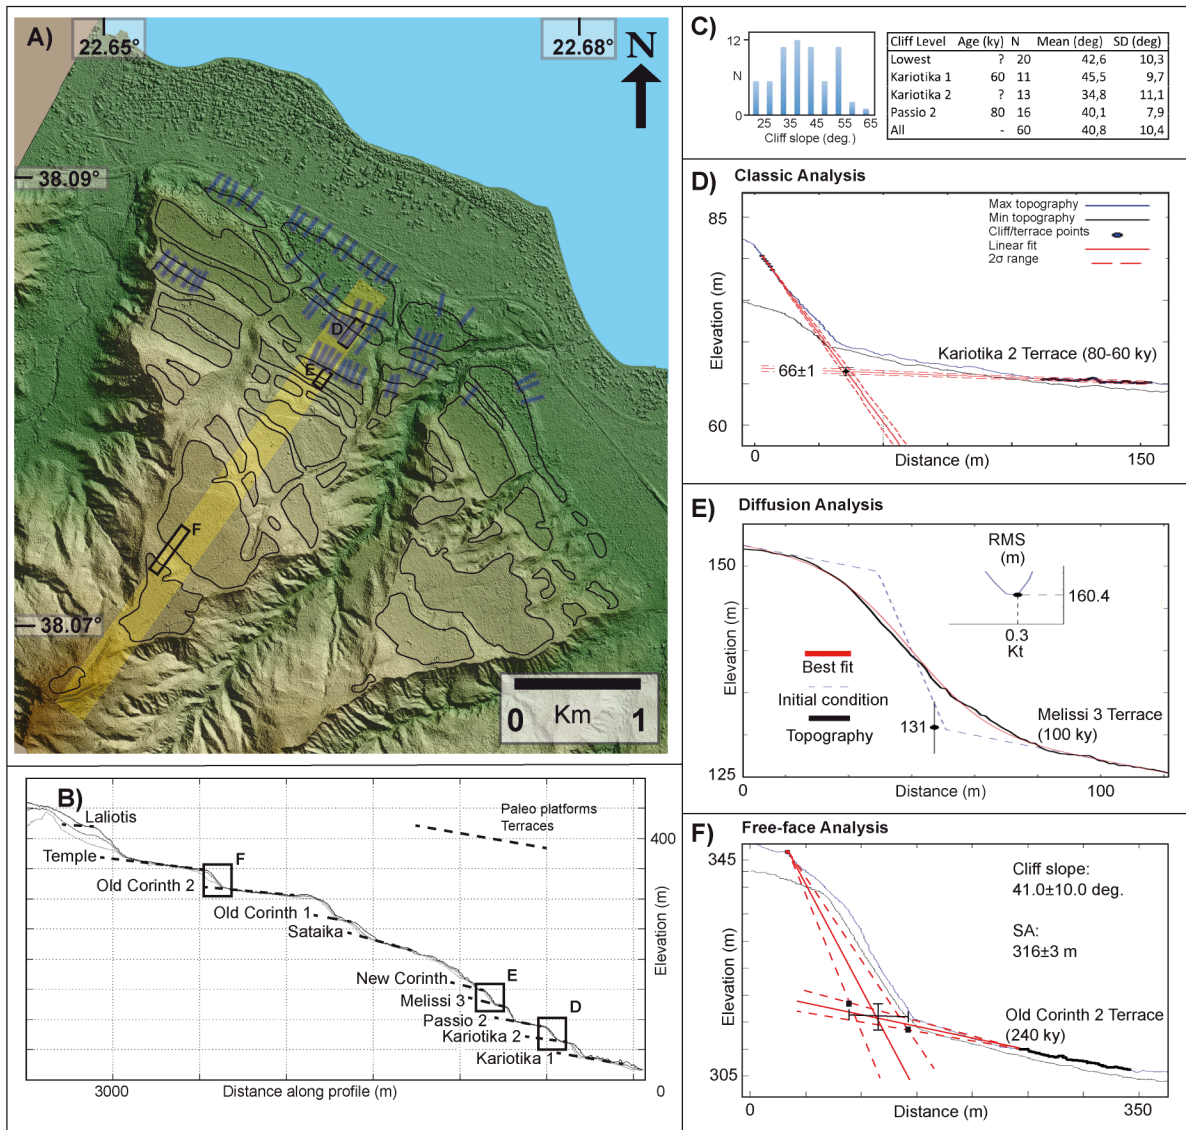 A)
22.65°
22.68°
N
38.09°
38.07°
D
E
F
0 Km 1
B)
Laliotis
Temple
Old Corinth 2
Old Corinth 1
Sataika
New Corinth
Melissi 3
Passio 2
Kariotika 2
Kariotika 1
F
E
D
Paleo platforms
Terraces
400
Elevation (m)
0
3000
Distance along profile (m)
C)
12
N
0
25 35 45 55 65
Cliff slope (deg.)
Cliff Level Age (ky) N Mean (deg) SD (deg)
Lowest ? 20 42,6 10,3
Kariotika 1 60 11 45,5 9,7
Kariotika 2 ? 13 34,8 11,1
Passio 2 80 16 40,1 7,9
All - 60 40,8 10,4
D) Classic Analysis
85
Elevation (m)
60
Max topography
Min topography
Cliff/terrace points
Linear fit
2σ range
Kariotika 2 Terrace (80-60 ky)
66±1
0 150
Distance (m)
E) Diffusion Analysis
150
Elevation (m)
125
RMS
(m)
160.4
0.3
Kt
Best fit
Initial condition
Topography
131
Melissi 3 Terrace
(100 ky)
0 100
Distance (m)
F) Free-face Analysis
345
Elevation (m)
305
Cliff slope:
41.0±10.0 deg.
SA:
316±3 m
Old Corinth 2 Terrace
(240 ky)
0 350
Distance (m)